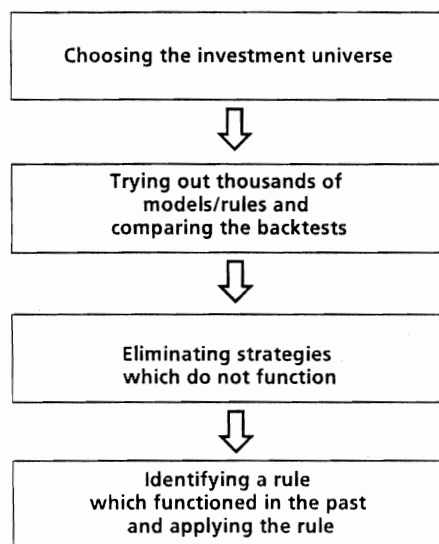 Choosing the investment universe
Trying out thousands of
models/rules and
comparing the backtests
Eliminating strategies
which do not function
Identifying a rule
which functioned in the past
and applying the rule